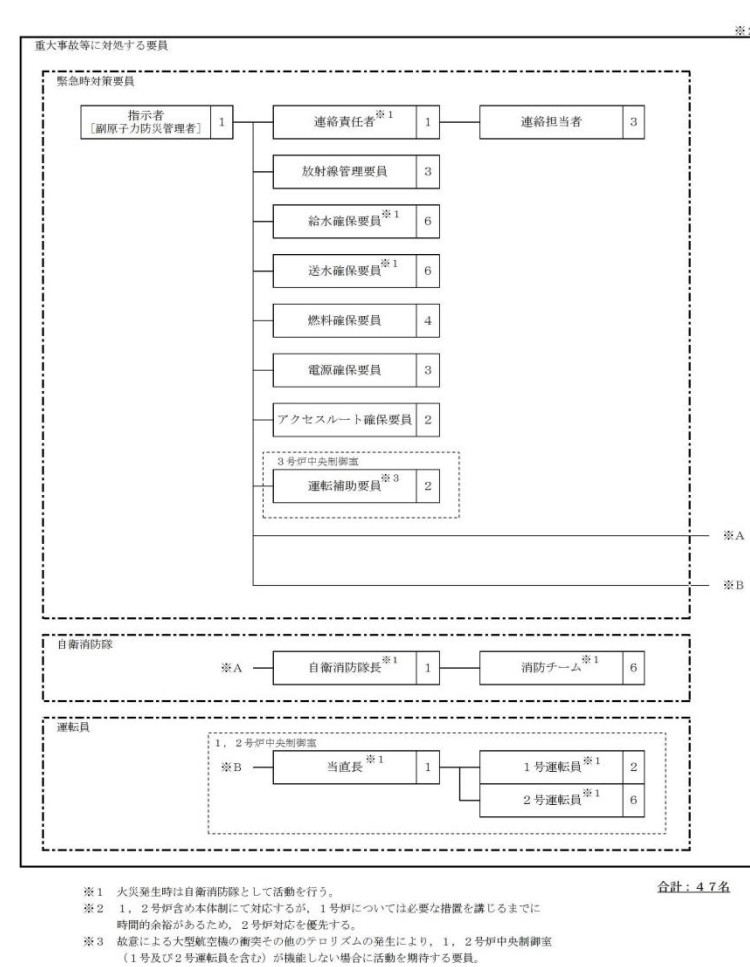 ※2
重大事故等に対処する要員
緊急時対策要員
指示者
[副原子力防災管理者]
1
連絡責任者※1
1
連絡担当者
3
放射線管理要員
3
給水確保要員※1
6
送水確保要員※1
6
燃料確保要員
4
電源確保要員
3
アクセスルート確保要員
2
3号炉中央制御室
運転補助要員※3
2
※A
※B
自衛消防隊
※A
自衛消防隊長※1
1
消防チーム※1
6
運転員
1,2号炉中央制御室
※B
当直長※1
1
1号運転員※1
2
2号運転員※1
6
合計:47名
※1 火災発生時は自衛消防隊として活動を行う。
※2 1,2号炉含め本体制にて対応するが,1号炉については必要な措置を講じるまでに
時間的余裕があるため,2号炉対応を優先する。
※3 故意による大型航空機の衝突その他のテロリズムの発生により,1,2号炉中央制御室
(1号及び2号運転員を含む)が機能しない場合に活動を期待する要員。